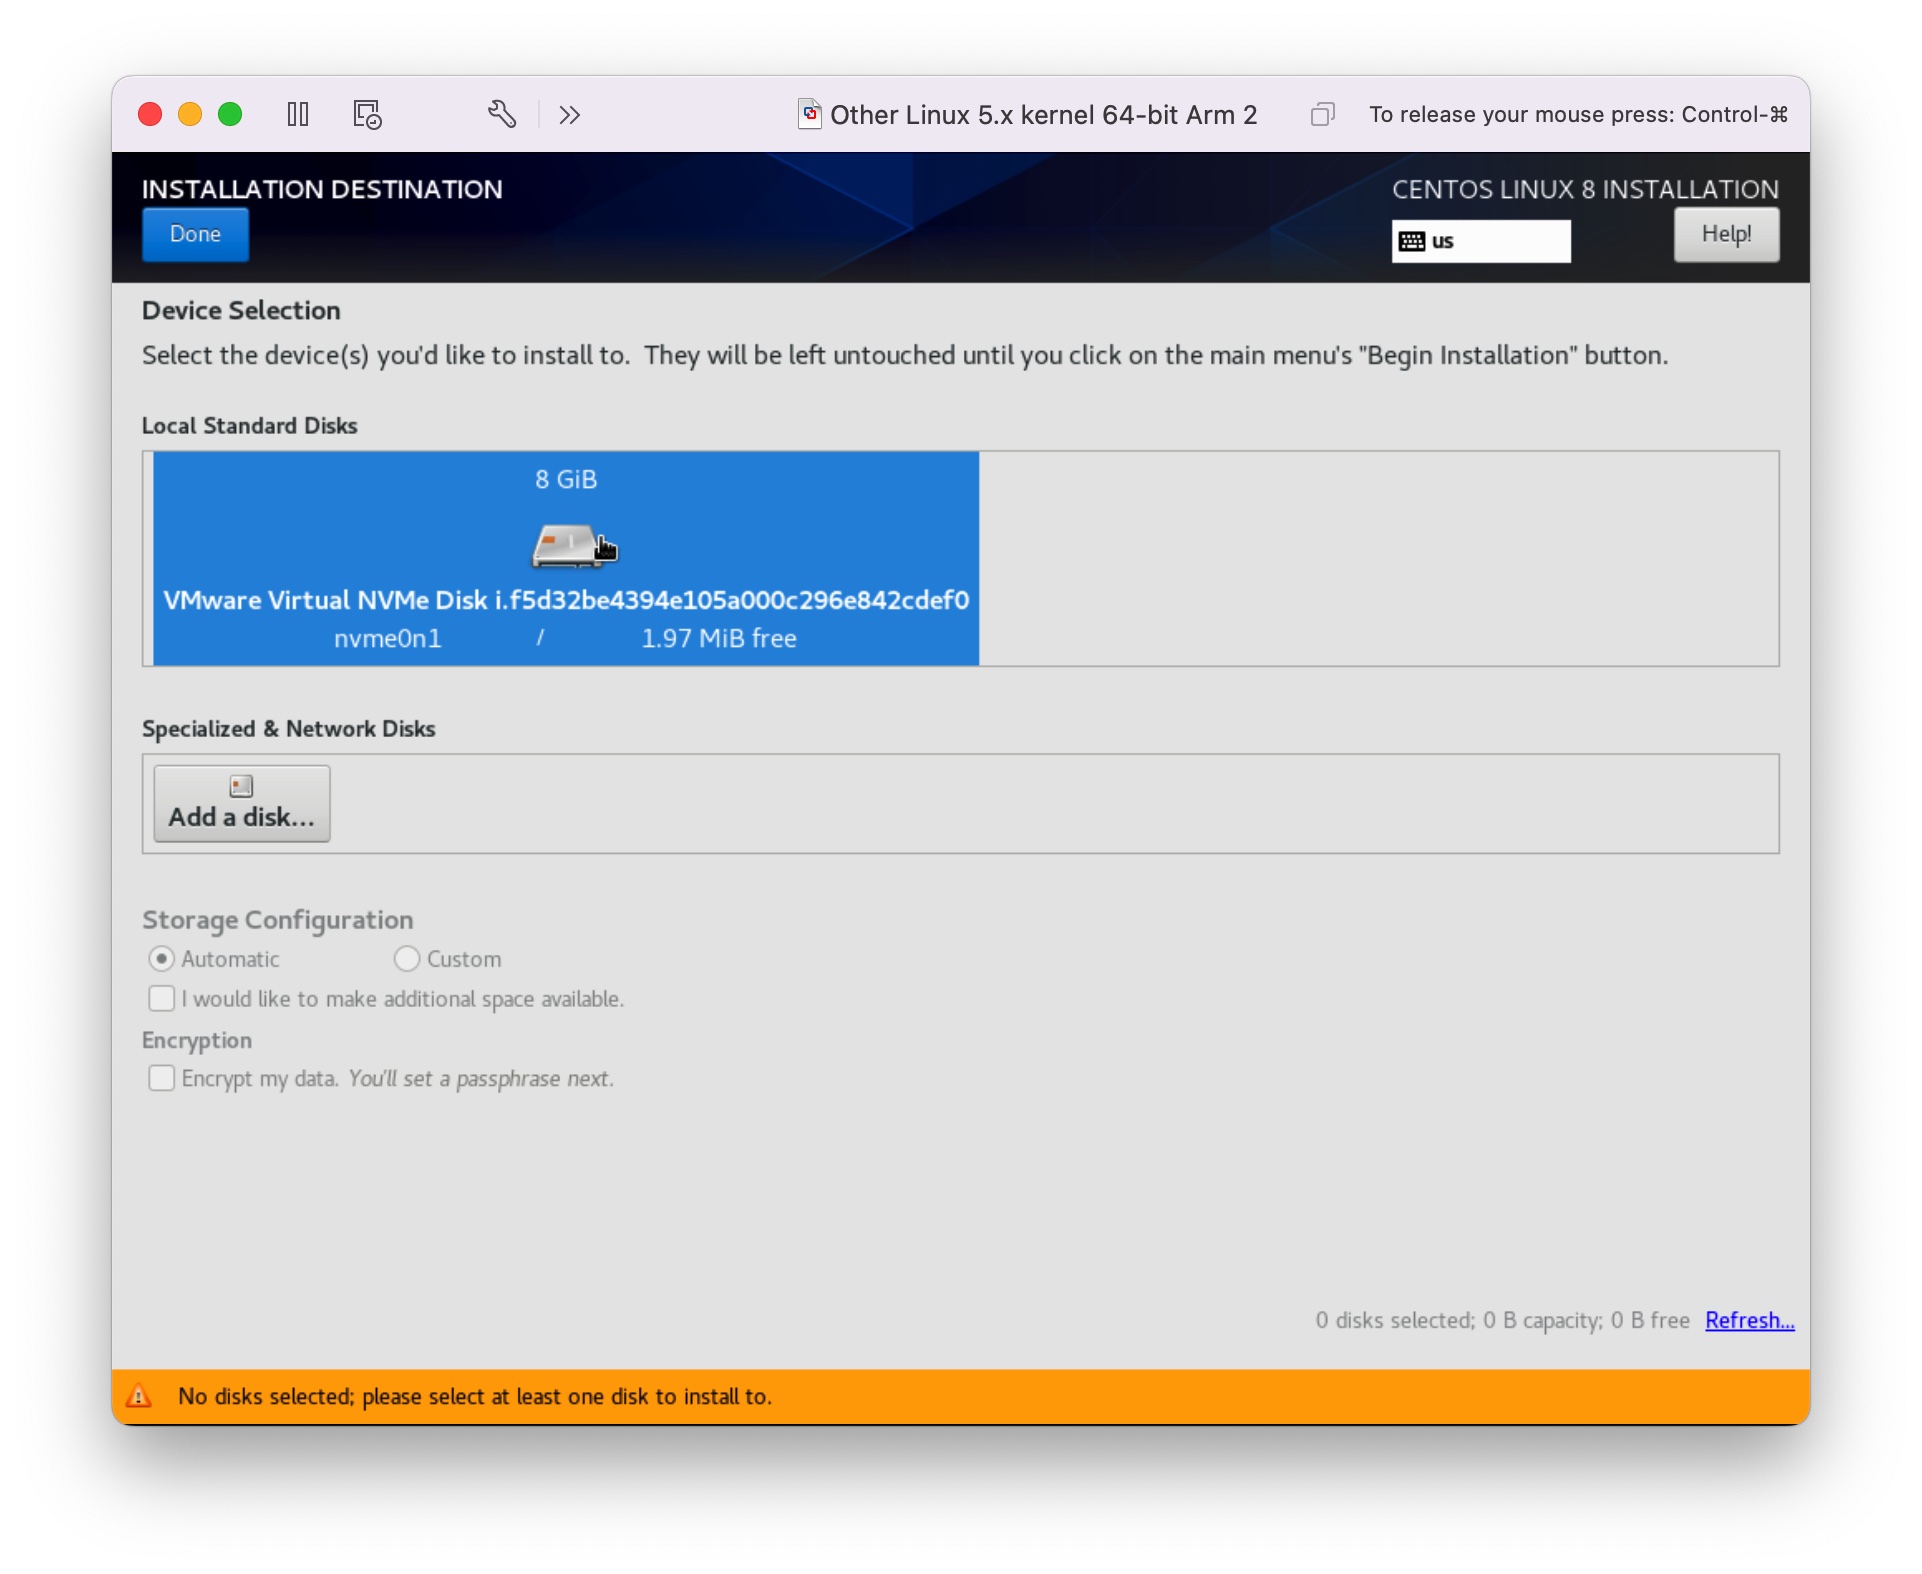 Other Linux 5.x kernel 64-bit Arm 2
To release your mouse press: Control-⌘
INSTALLATION DESTINATION
CENTOS LINUX 8 INSTALLATION
Done
us
Help!
Device Selection
Select the device(s) you'd like to install to.  They will be left untouched until you click on the main menu's "Begin Installation" button.
Local Standard Disks
8 GiB
VMware Virtual NVMe Disk i.f5d32be4394e105a000c296e842cdef0
nvme0n1 / 1.97 MiB free
Specialized & Network Disks
Add a disk...
Storage Configuration
Automatic
Custom
I would like to make additional space available.
Encryption
Encrypt my data. You'll set a passphrase next.
0 disks selected; 0 B capacity; 0 B free Refresh...
No disks selected; please select at least one disk to install to.